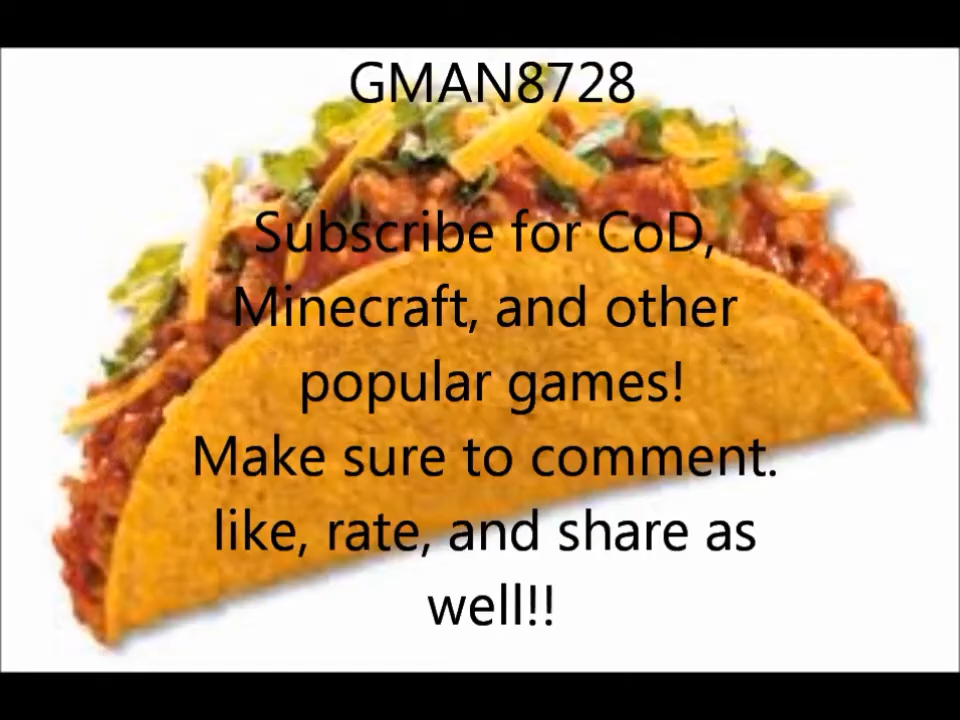 GMAN8728
Subscribe for CoD,
Minecraft, and other
popular games!
Make sure to comment.
like, rate, and share as
well!!